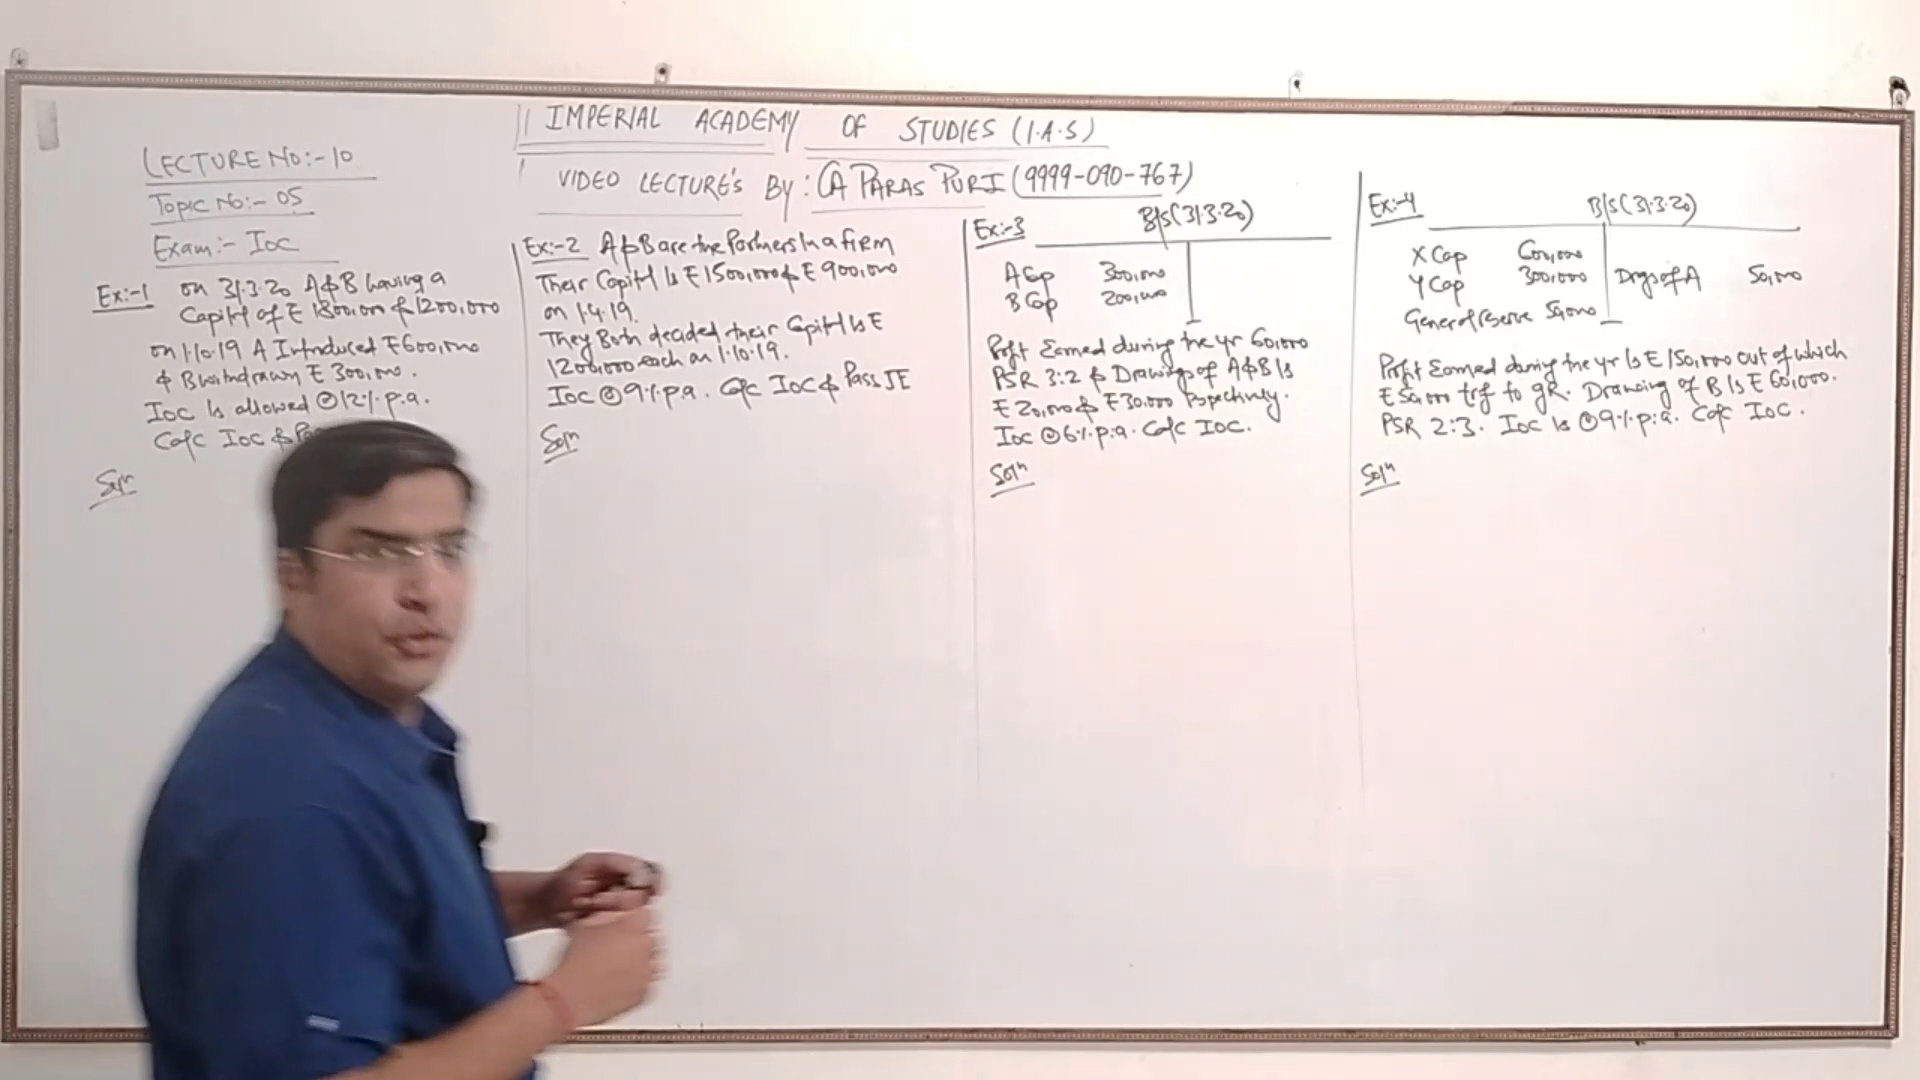 IMPERIAL ACADEMY OF STUDIES (I.A.S)
VIDEO LECTURE'S BY: CA PARAS PURI (9999-090-767)
LECTURE NO:-10
TOPIC NO:- 05
Exam:- IOC
Ex:-1 on 31.3.20 A & B having a
Capital of ₹ 1800,000 & 1200,000
on 1.10.19 A Introduced ₹600,000
& B withdrawn ₹ 300,000.
IOC Is allowed @ 12% p.a.
Calc IOC &
Soln
Ex:-2 A & B are the Partners In a firm
Their Capital Is ₹ 1500,000 & ₹ 900,000
on 1.4.19.
They Both decided their Capital Is ₹
1200,000 each on 1.10.19.
IOC @ 9% p.a. Calc IOC & Pass JE
Soln
Ex:-3 B/S (31.3.20)
A Cap 300,000
B Cap 200,000
Profit Earned during the yr 60,000
PSR 3:2 & Drawings of A & B Is
₹ 20,000 & ₹ 30,000 Respectively.
IOC @ 6% p.a. Calc IOC.
Soln
Ex:-4 B/S (31.3.20)
X Cap 600,000
Y Cap 300,000 Drgs of A 50,000
General Reserve 50,000
Profit Earned during the yr Is ₹ 150,000 out of which
₹ 50,000 trf to GR. Drawing of B Is ₹ 60,000.
PSR 2:3. IOC Is @ 9% p.a. Calc IOC.
Soln